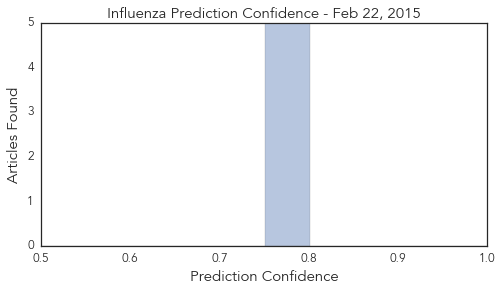 Influenza Prediction Confidence - Feb 22, 2015
Articles Found
5
4
3
2
1
0
0.5 0.6 0.7 0.8 0.9 1.0
Prediction Confidence